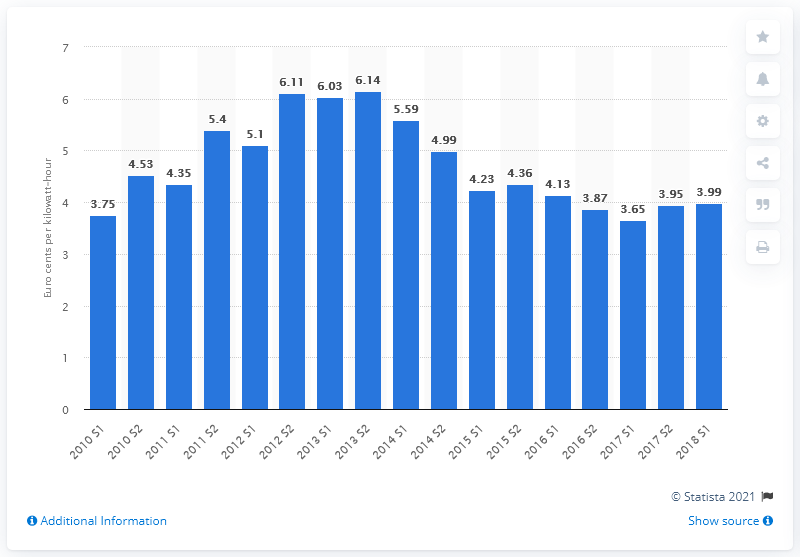 Euro cents per kilowatt-hour
7
6
5
4
3
2
1
0
3.75
4.53
4.35
5.4
5.1
6.11
6.03
6.14
5.59
4.99
4.23
4.36
4.13
3.87
3.65
3.95
3.99
2010 S1
2010 S2
2011 S1
2011 S2
2012 S1
2012 S2
2013 S1
2013 S2
2014 S1
2014 S2
2015 S1
2015 S2
2016 S1
2016 S2
2017 S1
2017 S2
2018 S1
© Statista 2021
Additional Information
Show source